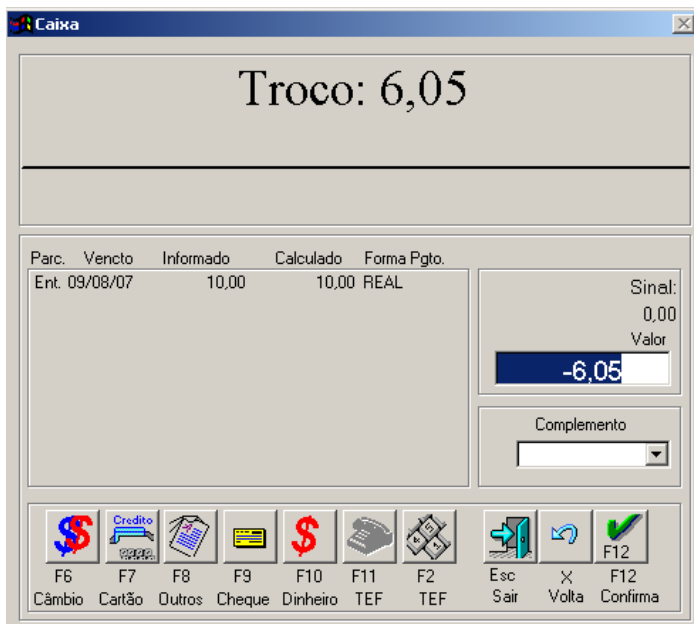 Caixa
Troco: 6,05
Parc. Vencto Informado Calculado Forma Pgto.
Ent. 09/08/07 10,00 10,00 REAL
Sinal:
0,00
Valor
-6,05
Complemento
Credito
F12
F6 F7 F8 F9 F10 F11 F2 Esc X F12
Câmbio Cartão Outros Cheque Dinheiro TEF TEF Sair Volta Confirma